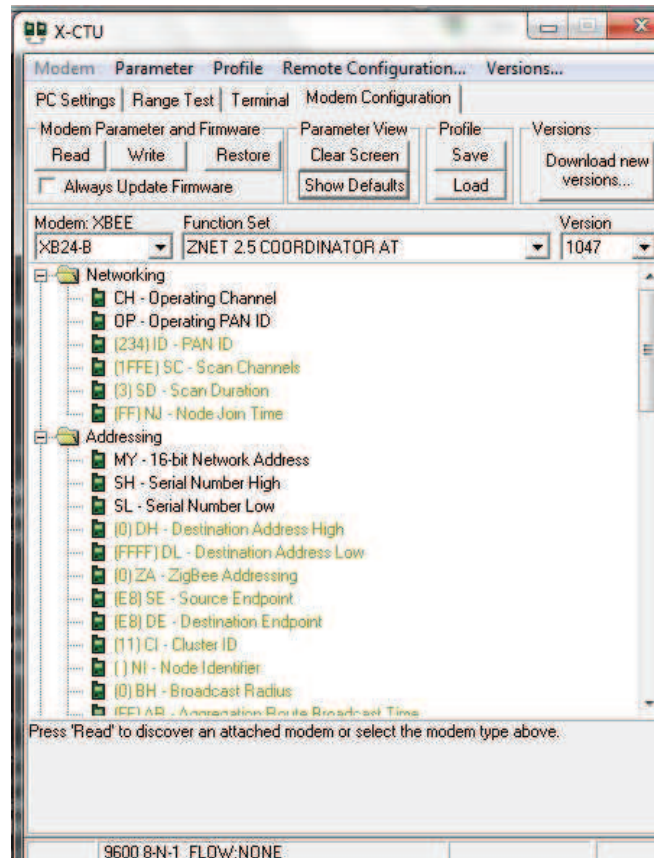 X-CTU
Modem Parameter Profile Remote Configuration... Versions...
PC Settings Range Test Terminal Modem Configuration
Modem Parameter and Firmware Parameter View Profile Versions
Read Write Restore Clear Screen Save Download new versions...
Always Update Firmware Show Defaults Load
Modem: XBEE Function Set Version
XB24-B ZNET 2.5 COORDINATOR AT 1047
Networking
CH - Operating Channel
OP - Operating PAN ID
(234) ID - PAN ID
(1FFE) SC - Scan Channels
(3) SD - Scan Duration
(FF) NJ - Node Join Time
Addressing
MY - 16-bit Network Address
SH - Serial Number High
SL - Serial Number Low
(0) DH - Destination Address High
(FFFF) DL - Destination Address Low
(0) ZA - ZigBee Addressing
(E8) SE - Source Endpoint
(E8) DE - Destination Endpoint
(11) CI - Cluster ID
( ) NI - Node Identifier
(0) BH - Broadcast Radius
(FF) AR - Aggregation Route Broadcast Time
Press 'Read' to discover an attached modem or select the modem type above.
9600 8-N-1 FLOW:NONE